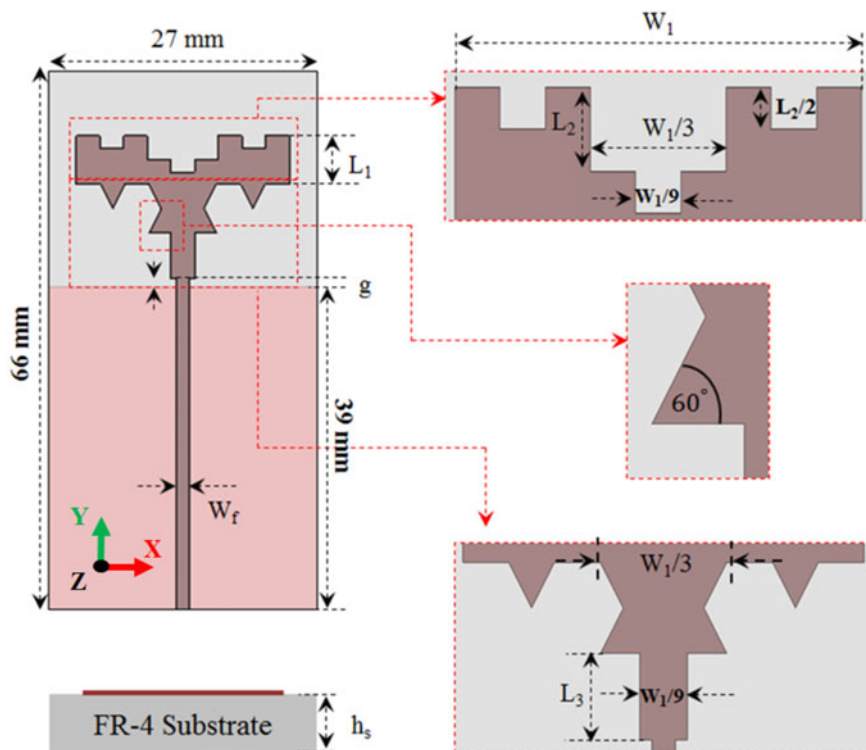 27 mm
W₁
L₁
L₂
W₁/3
L₂/2
W₁/9
66 mm
g
39 mm
60°
W_f
Y
X
Z
W₁/3
L₃
W₁/9
FR-4 Substrate
hₛ